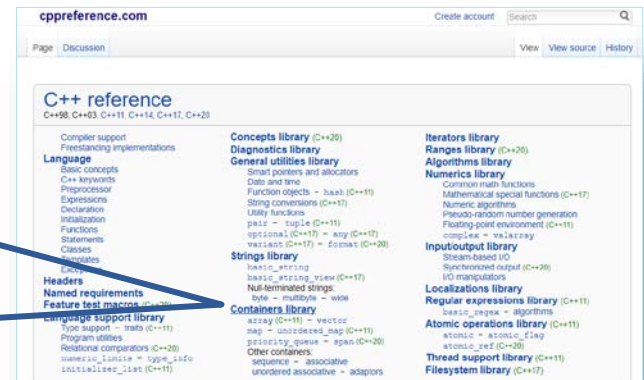 cppreference.com
Create account Search
Page Discussion
View View source History
C++ reference
C++98, C++03, C++11, C++14, C++17, C++20
Compiler support
Freestanding implementations
Language
Basic concepts
C++ keywords
Preprocessor
Expressions
Declaration
Initialization
Functions
Statements
Classes
Templates
Exceptions
Headers
Named requirements
Feature test macros (C++20)
Language support library
Type support – traits (C++11)
Program utilities
Relational comparators (C++20)
numeric_limits – type_info
initializer_list (C++11)
Concepts library (C++20)
Diagnostics library
General utilities library
Smart pointers and allocators
Date and time
Function objects – hash (C++11)
String conversions (C++17)
Utility functions
pair – tuple (C++11)
optional (C++17) – any (C++17)
variant (C++17) – format (C++20)
Strings library
basic_string
basic_string_view (C++17)
Null-terminated strings:
byte – multibyte – wide
Containers library
array (C++11) – vector
map – unordered_map (C++11)
priority_queue – span (C++20)
Other containers:
sequence – associative
unordered associative – adaptors
Iterators library
Ranges library (C++20)
Algorithms library
Numerics library
Common math functions
Mathematical special functions (C++17)
Numeric algorithms
Pseudo-random number generation
Floating-point environment (C++11)
complex – valarray
Input/output library
Stream-based I/O
Synchronized output (C++20)
I/O manipulators
Localizations library
Regular expressions library (C++11)
basic_regex – algorithms
Atomic operations library (C++11)
atomic – atomic_flag
atomic_ref (C++20)
Thread support library (C++11)
Filesystem library (C++17)